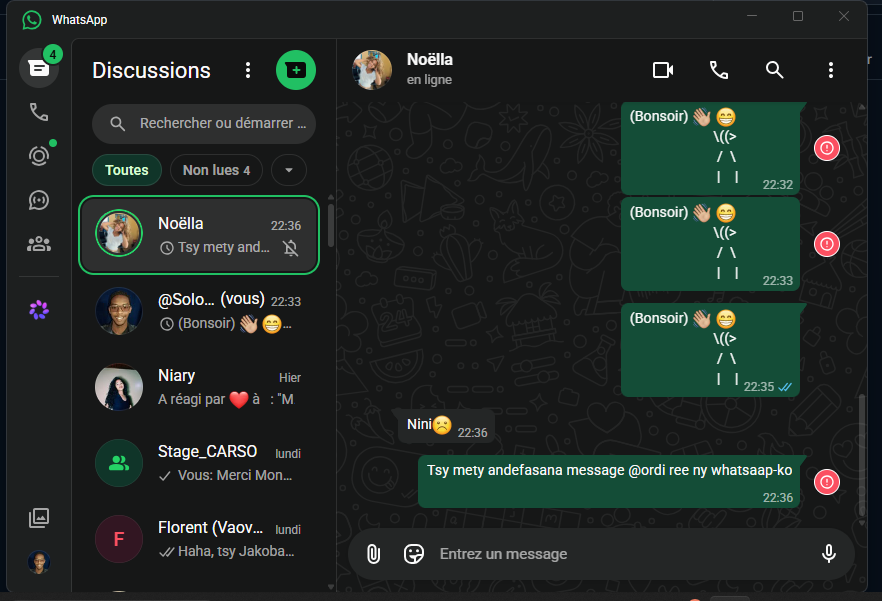 WhatsApp
4
Discussions
Rechercher ou démarrer ...
Toutes
Non lues 4
Noëlla
22:36
Tsy mety and...
@Solo... (vous)
22:33
(Bonsoir) 👋🏼😁...
Niary
Hier
A réagi par ❤️ à : "M
Stage_CARSO
lundi
Vous: Merci Mon...
F
Florent (Vaov...
lundi
Haha, tsy Jakoba...
Noëlla
en ligne
(Bonsoir) 👋🏼😁
\((>
/ \
| |
22:32
(Bonsoir) 👋🏼😁
\((>
/ \
| |
22:33
(Bonsoir) 👋🏼😁
\((>
/ \
| |
22:35
Nini☹️
22:36
Tsy mety andefasana message @ordi ree ny whatsaap-ko
22:36
Entrez un message